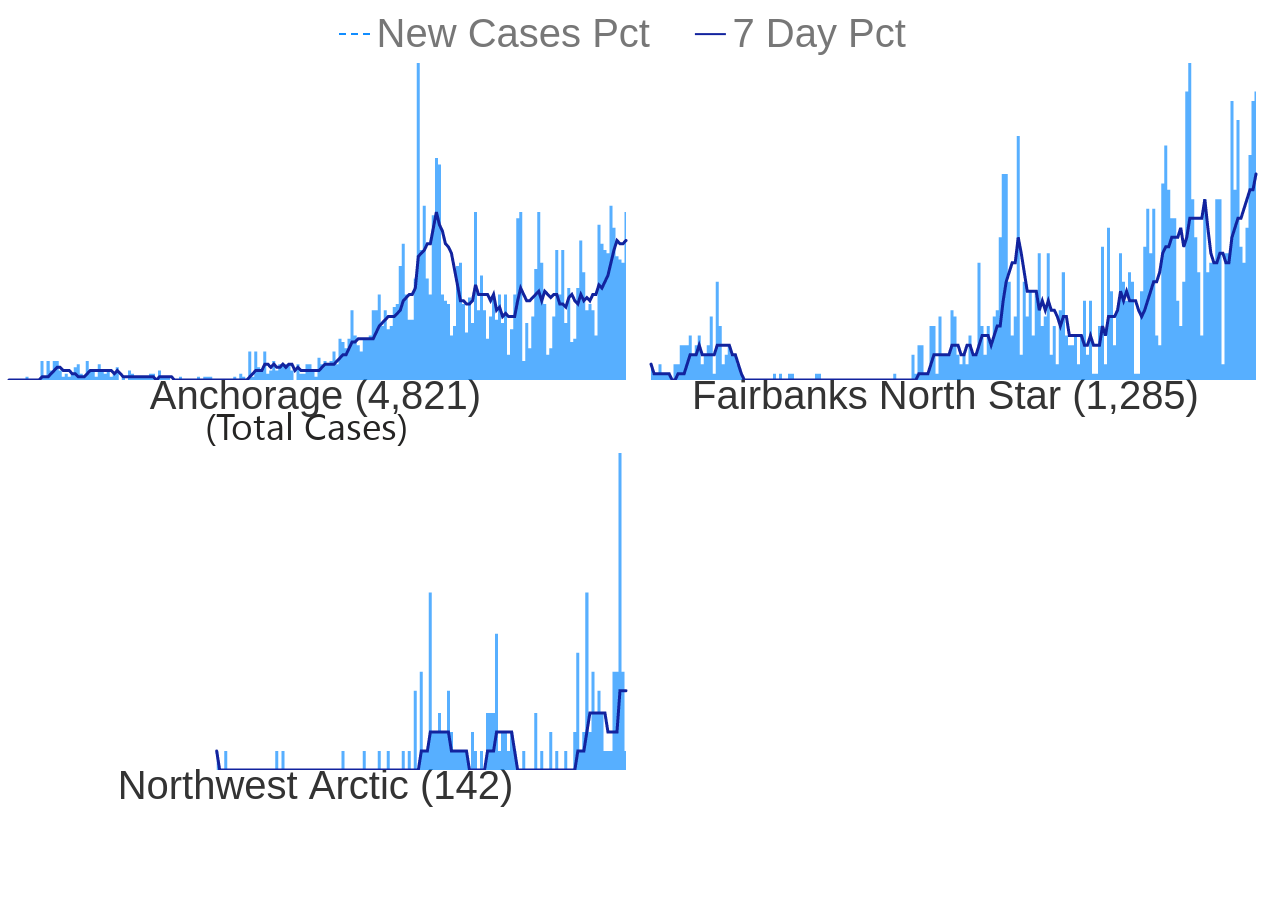 New Cases Pct 7 Day Pct
Anchorage (4,821) Fairbanks North Star (1,285)
(Total Cases)
Northwest Arctic (142)